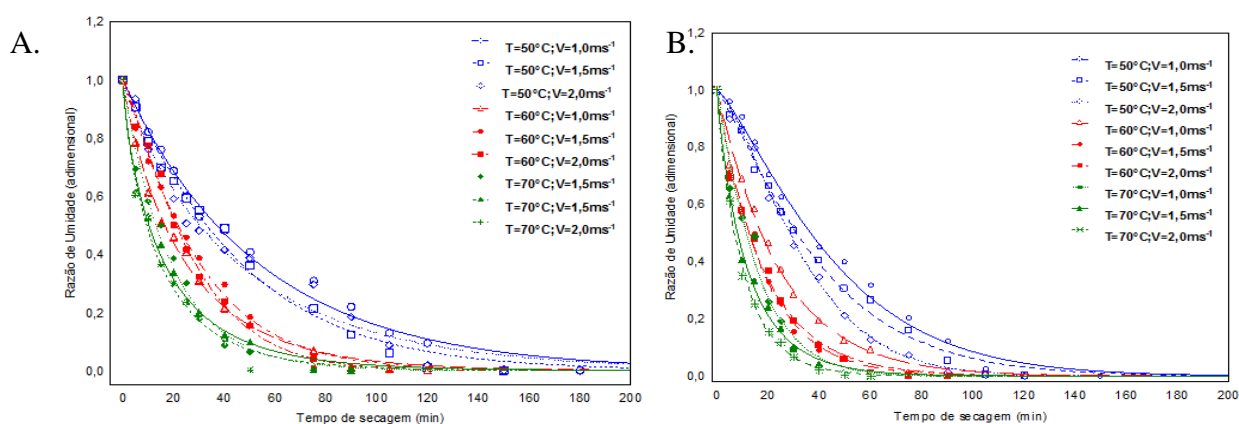 A.
Razão de Umidade (adimensional)
1,2
1,0
0,8
0,6
0,4
0,2
0,0
T=50°C;V=1,0ms-1
T=50°C;V=1,5ms-1
T=50°C;V=2,0ms-1
T=60°C;V=1,0ms-1
T=60°C;V=1,5ms-1
T=60°C;V=2,0ms-1
T=70°C;V=1,5ms-1
T=70°C;V=1,5ms-1
T=70°C;V=2,0ms-1
0 20 40 60 80 100 120 140 160 180 200
Tempo de secagem (min)
B.
Razão de Umidade (adimensional)
1,2
1,0
0,8
0,6
0,4
0,2
0,0
T=50°C;V=1,0ms-1
T=50°C;V=1,5ms-1
T=50°C;V=2,0ms-1
T=60°C;V=1,0ms-1
T=60°C;V=1,5ms-1
T=60°C;V=2,0ms-1
T=70°C;V=1,0ms-1
T=70°C;V=1,5ms-1
T=70°C;V=2,0ms-1
0 20 40 60 80 100 120 140 160 180 200
Tempo de secagem (min)